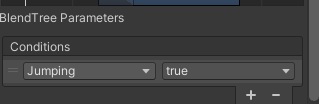 BlendTree Parameters
Conditions
Jumping true
+ −